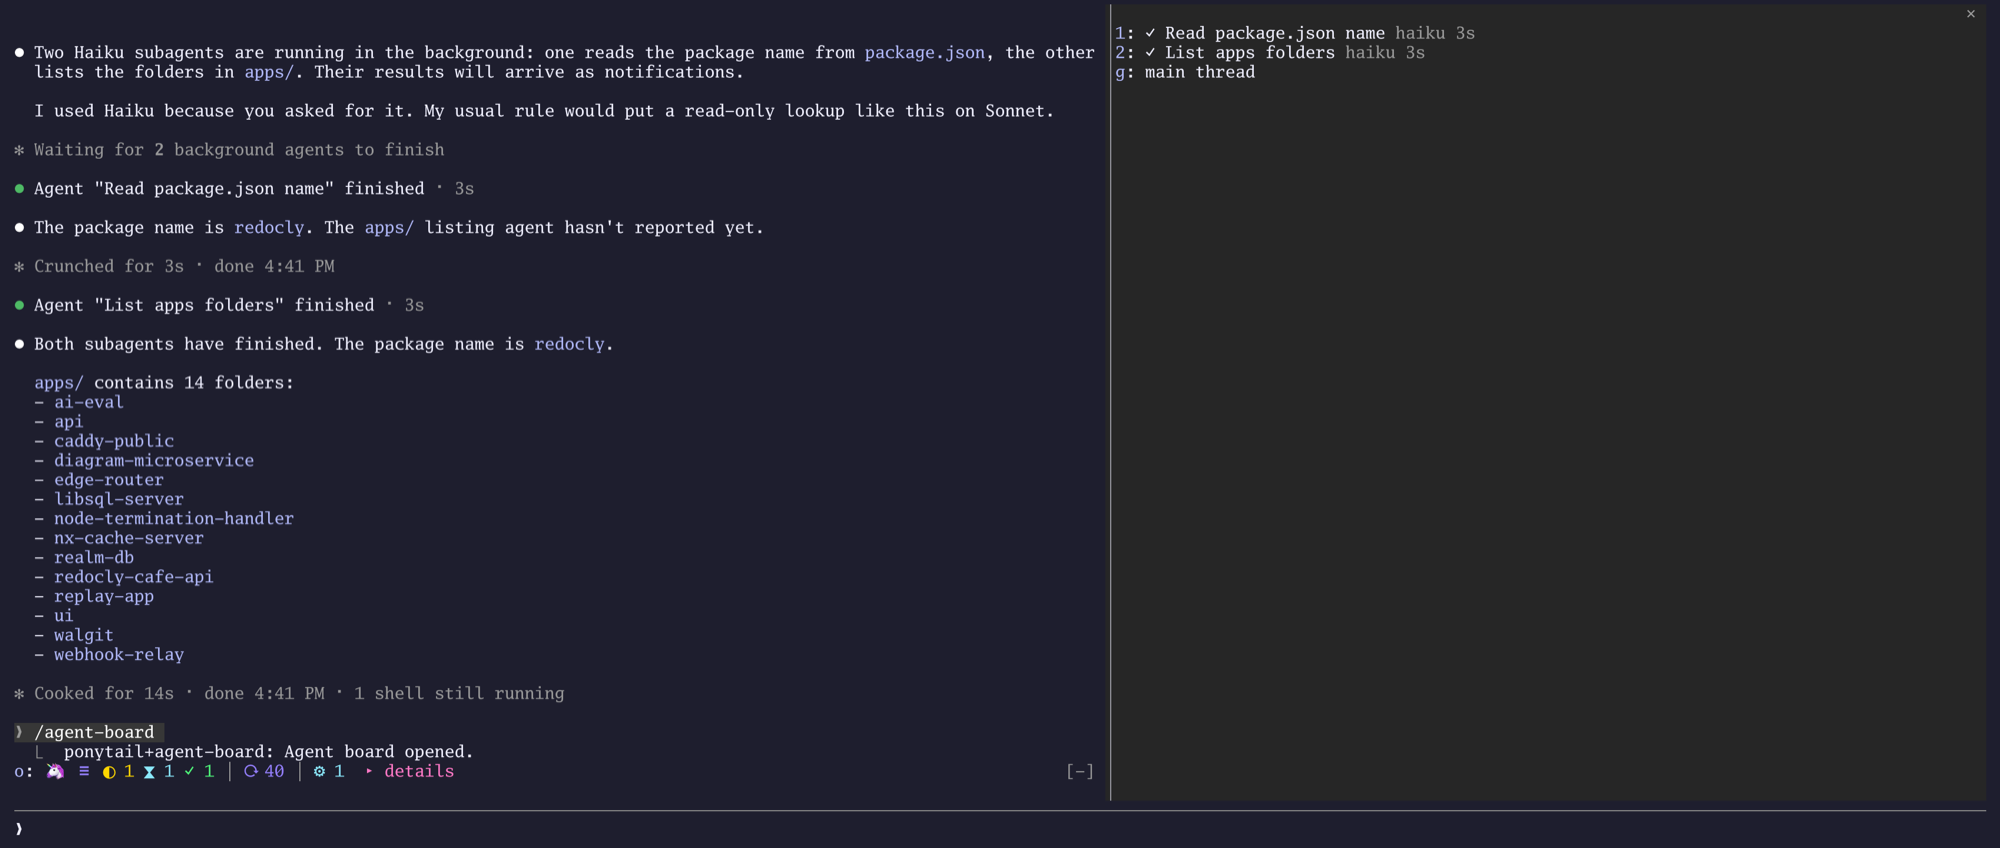 ● Two Haiku subagents are running in the background: one reads the package name from package.json, the other
lists the folders in apps/. Their results will arrive as notifications.
I used Haiku because you asked for it. My usual rule would put a read-only lookup like this on Sonnet.
✻ Waiting for 2 background agents to finish
● Agent "Read package.json name" finished · 3s
● The package name is redocly. The apps/ listing agent hasn't reported yet.
✻ Crunched for 3s · done 4:41 PM
● Agent "List apps folders" finished · 3s
● Both subagents have finished. The package name is redocly.
apps/ contains 14 folders:
- ai-eval
- api
- caddy-public
- diagram-microservice
- edge-router
- libsql-server
- node-termination-handler
- nx-cache-server
- realm-db
- redocly-cafe-api
- replay-app
- ui
- walgit
- webhook-relay
✻ Cooked for 14s · done 4:41 PM · 1 shell still running
❯ /agent-board
⎿ ponytail+agent-board: Agent board opened.
o: 🦄 ≡ ◐ 1 ⧗ 1 ✓ 1 │ ⟳ 40 │ ⚙ 1 ‣ details [-]
❯
×
1: ✓ Read package.json name haiku 3s
2: ✓ List apps folders haiku 3s
g: main thread